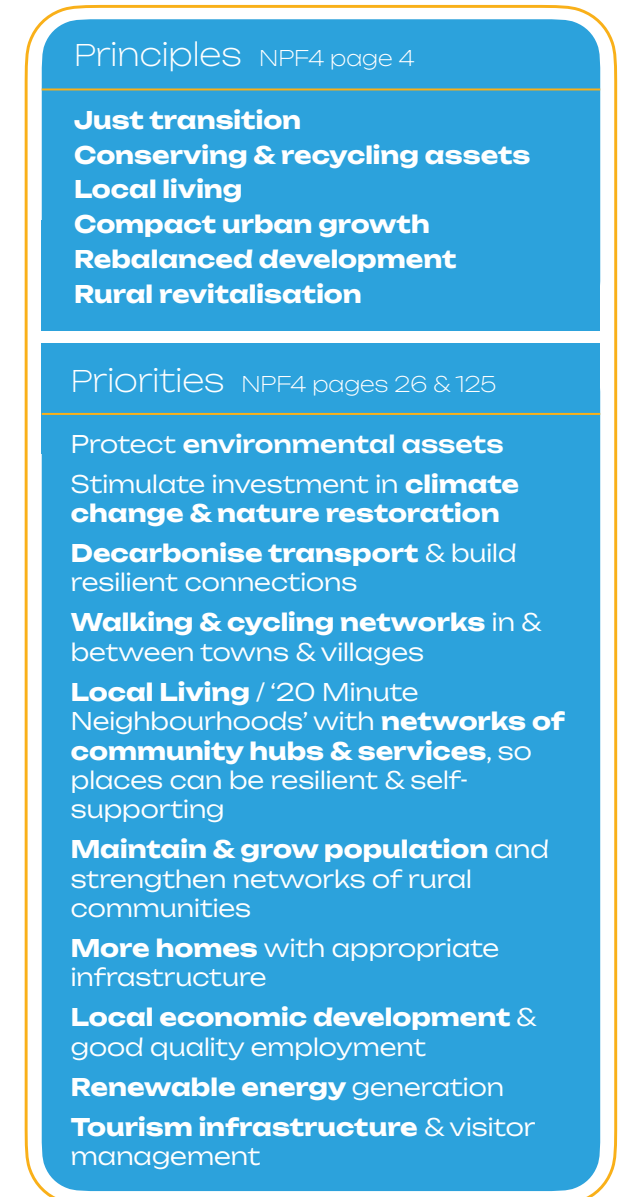 Principles NPF4 page 4
Just transition
Conserving & recycling assets
Local living
Compact urban growth
Rebalanced development
Rural revitalisation
Priorities NPF4 pages 26 & 125
Protect environmental assets
Stimulate investment in climate
change & nature restoration
Decarbonise transport & build
resilient connections
Walking & cycling networks in &
between towns & villages
Local Living / ‘20 Minute
Neighbourhoods’ with networks of
community hubs & services, so
places can be resilient & self-
supporting
Maintain & grow population and
strengthen networks of rural
communities
More homes with appropriate
infrastructure
Local economic development &
good quality employment
Renewable energy generation
Tourism infrastructure & visitor
management